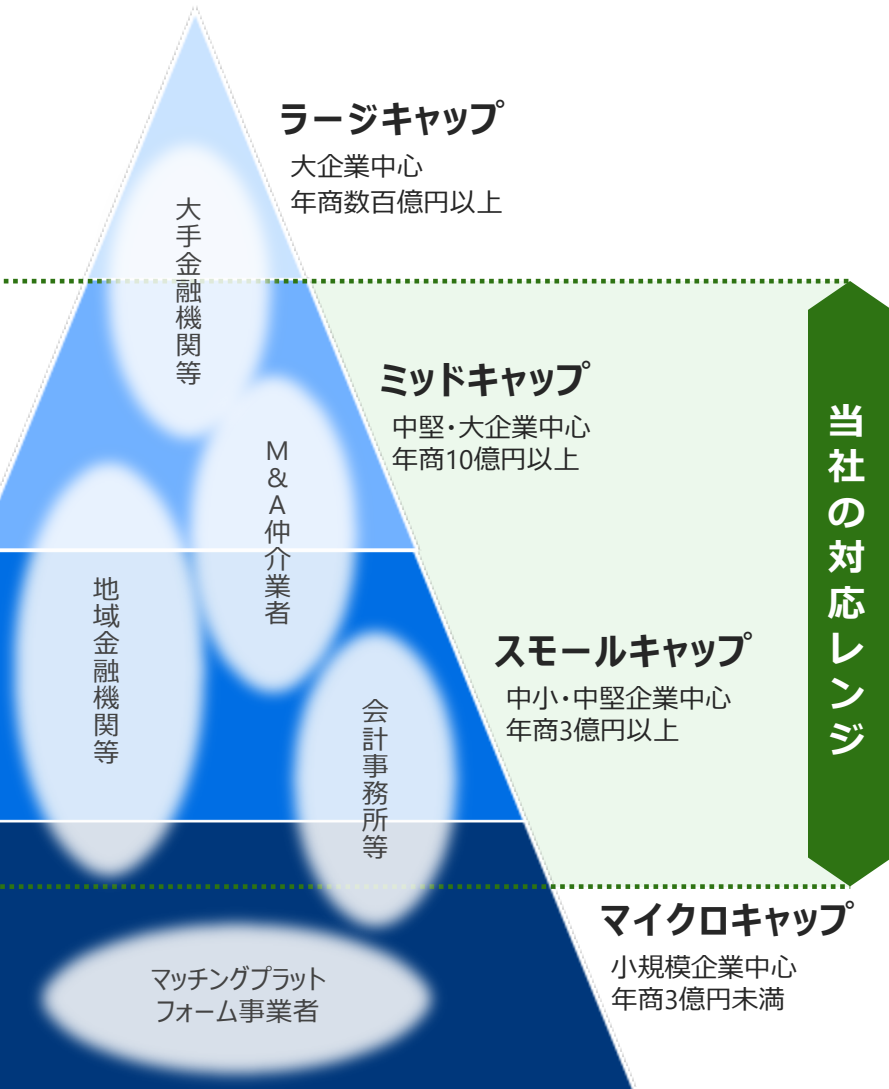 ラージキャップ
大企業中心
年商数百億円以上
大手金融機関等
ミッドキャップ
中堅・大企業中心
年商10億円以上
M&A仲介業者
当社の対応レンジ
地域金融機関等
スモールキャップ
中小・中堅企業中心
年商3億円以上
会計事務所等
マイクロキャップ
小規模企業中心
年商3億円未満
マッチングプラット
フォーム事業者